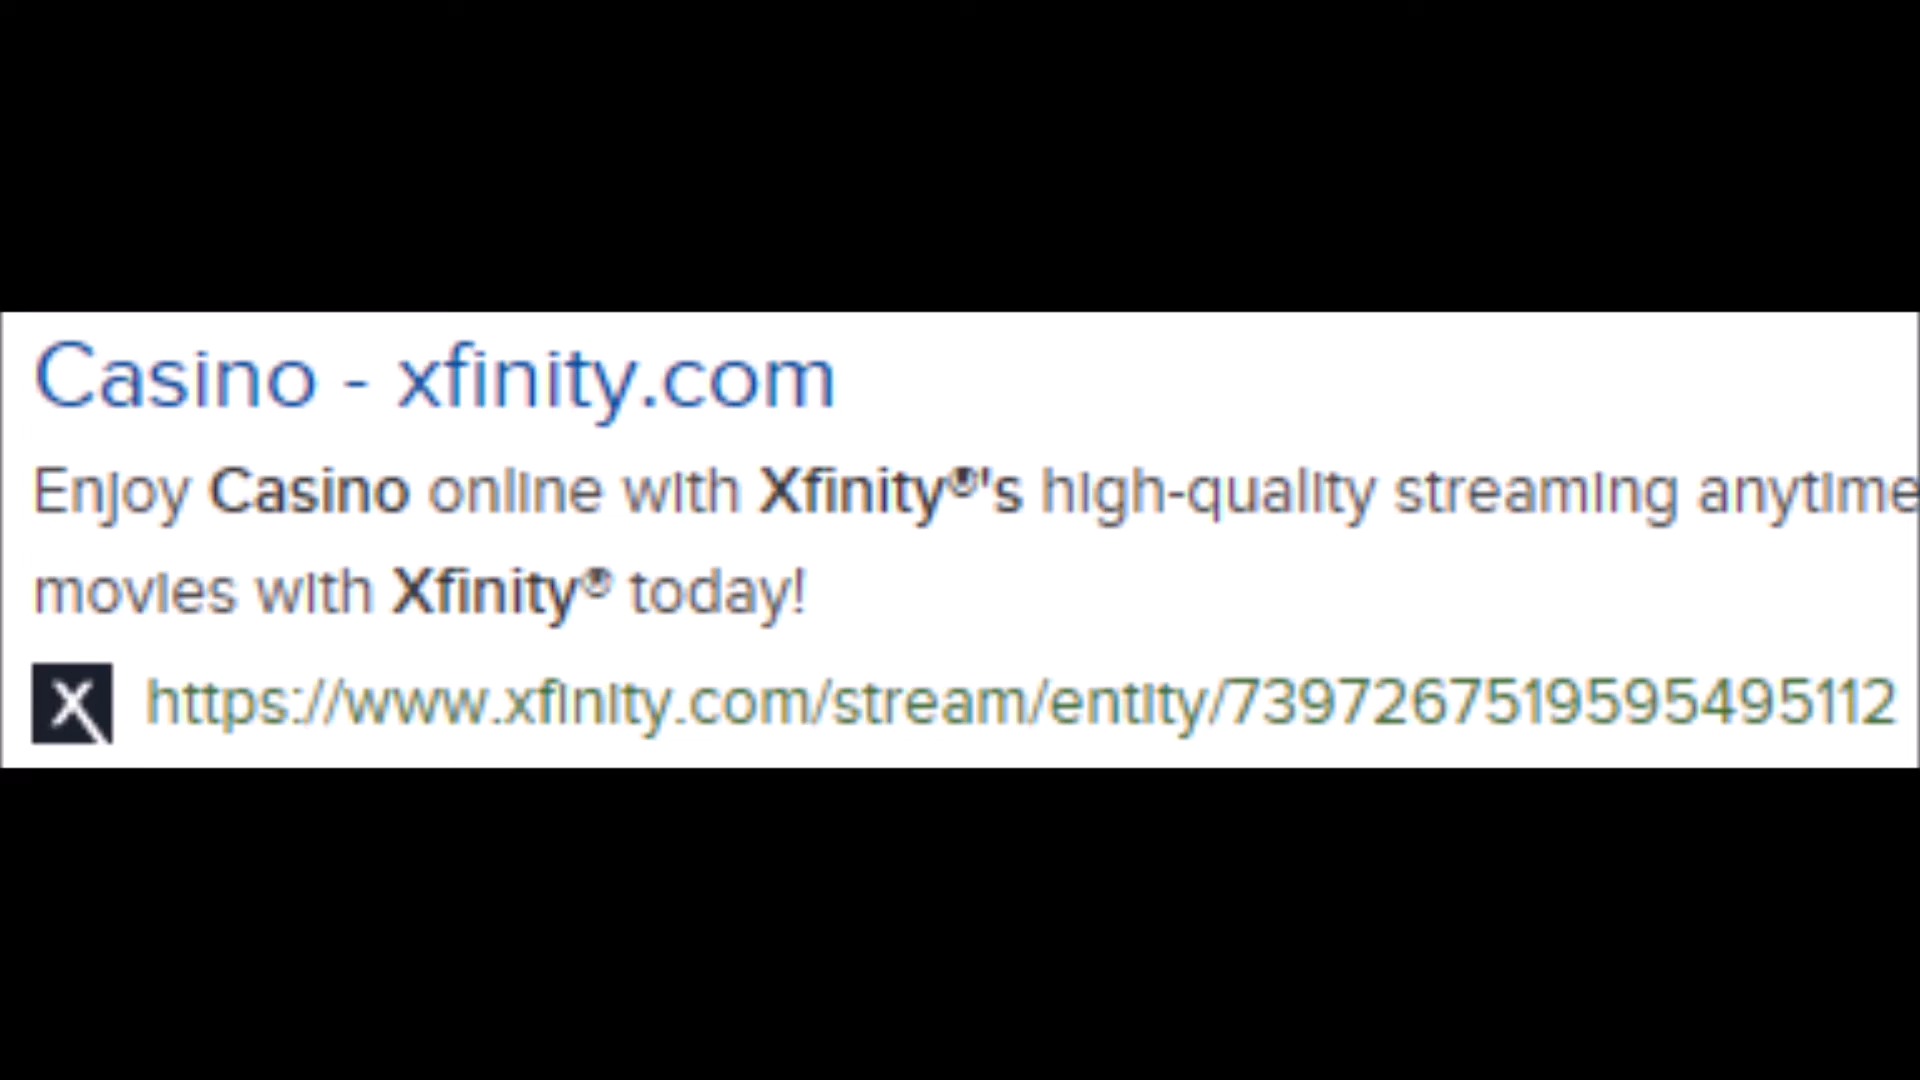 Casino - xfinity.com
Enjoy Casino online with Xfinity®'s high-quality streaming anytime
movies with Xfinity® today!
X https://www.xfinity.com/stream/entity/7397267519595495112